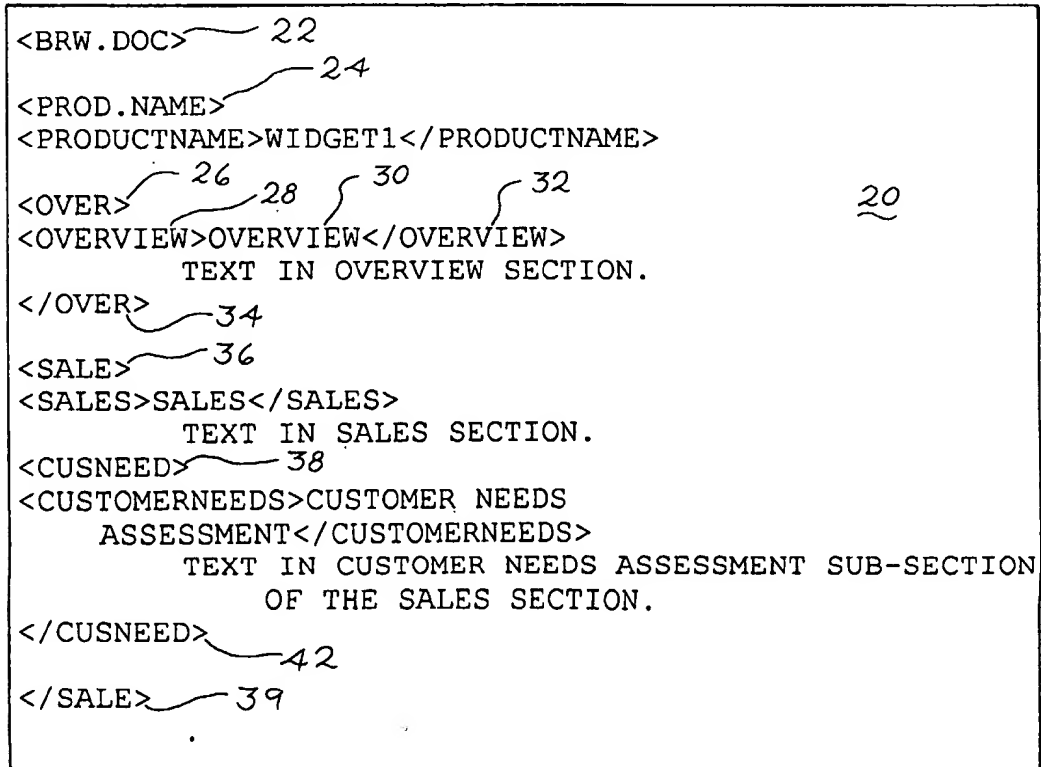 <BRW.DOC> 22
24
<PROD.NAME>
<PRODUCTNAME>WIDGET1</PRODUCTNAME>
26 28 30 32
<OVER> 20
<OVERVIEW>OVERVIEW</OVERVIEW>
TEXT IN OVERVIEW SECTION.
</OVER> 34
<SALE> 36
<SALES>SALES</SALES>
TEXT IN SALES SECTION.
<CUSNEED> 38
<CUSTOMERNEEDS>CUSTOMER NEEDS
ASSESSMENT</CUSTOMERNEEDS>
TEXT IN CUSTOMER NEEDS ASSESSMENT SUB-SECTION
OF THE SALES SECTION.
</CUSNEED> 42
</SALE> 39